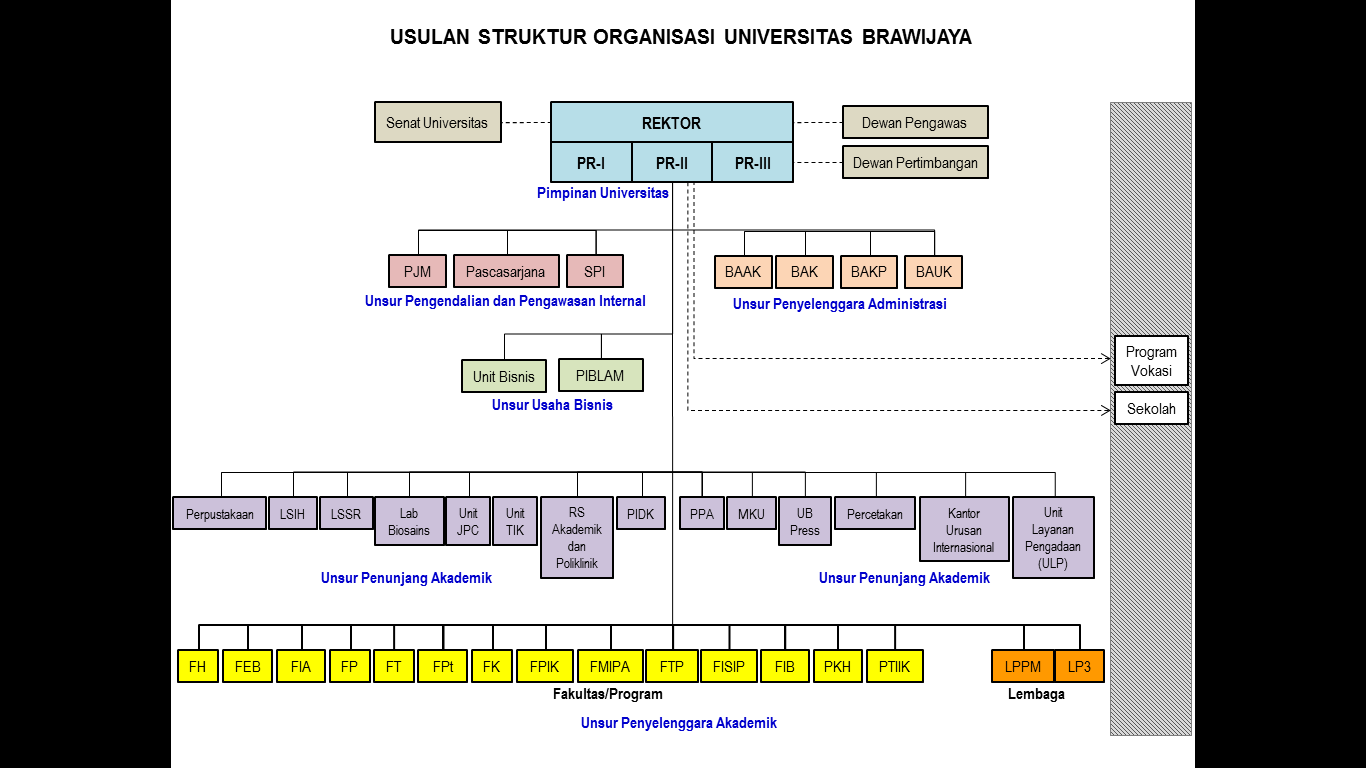 USULAN STRUKTUR ORGANISASI UNIVERSITAS BRAWIJAYA
Senat Universitas
REKTOR
Dewan Pengawas
PR-I
PR-II
PR-III
Dewan Pertimbangan
Pimpinan Universitas
PJM
Pascasarjana
SPI
BAAK
BAK
BAKP
BAUK
Unsur Pengendalian dan Pengawasan Internal
Unsur Penyelenggara Administrasi
Program
Vokasi
Unit Bisnis
PIBLAM
Unsur Usaha Bisnis
Sekolah
Perpustakaan
LSIH
LSSR
Lab
Biosains
Unit
JPC
Unit
TIK
RS
Akademik
dan
Poliklinik
PIDK
PPA
MKU
UB
Press
Percetakan
Kantor
Urusan
Internasional
Unit
Layanan
Pengadaan
(ULP)
Unsur Penunjang Akademik
Unsur Penunjang Akademik
FH
FEB
FIA
FP
FT
FPt
FK
FPIK
FMIPA
FTP
FISIP
FIB
PKH
PTIIK
LPPM
LP3
Fakultas/Program
Lembaga
Unsur Penyelenggara Akademik